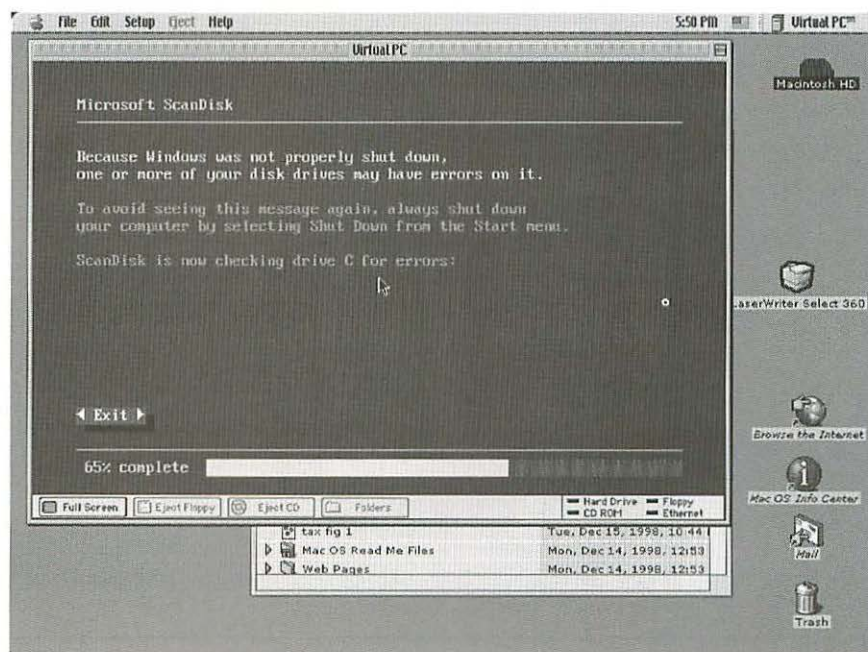 File Edit Setup Eject Help 5:50 PM Virtual PC™
Virtual PC
Macintosh HD
Microsoft ScanDisk
Because Windows was not properly shut down,
one or more of your disk drives may have errors on it.
To avoid seeing this message again, always shut down
your computer by selecting Shut Down from the Start menu.
ScanDisk is now checking drive C for errors:
LaserWriter Select 360
Exit
Browse the Internet
65% complete
Mac OS Info Center
Full Screen Eject Floppy Eject CD Folders Hard Drive Floppy
CD ROM Ethernet
tax fig 1 Tue, Dec 15, 1998, 10:44
Mac OS Read Me Files Mon, Dec 14, 1998, 12:53
Mail
Web Pages Mon, Dec 14, 1998, 12:53
Trash